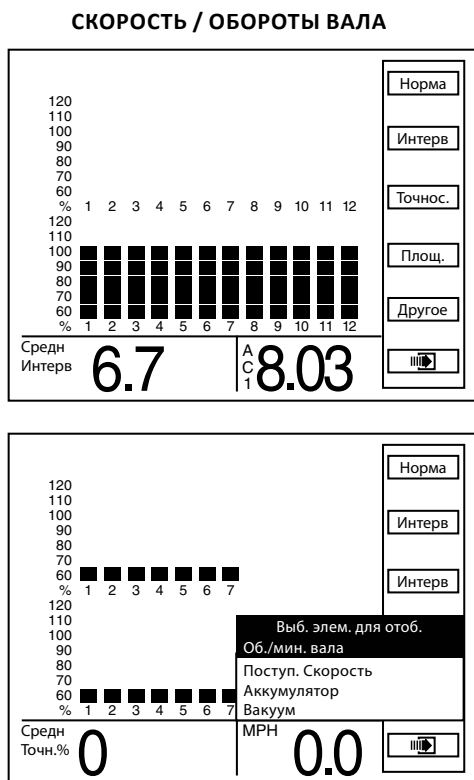 СКОРОСТЬ / ОБОРОТЫ ВАЛА
Норма
Интерв
Точнос.
Площ.
Другое
120
110
100
90
80
70
60
% 1 2 3 4 5 6 7 8 9 10 11 12
120
110
100
90
80
70
60
% 1 2 3 4 5 6 7 8 9 10 11 12
Средн
Интерв
6.7
A
C
1
8.03
Норма
Интерв
Интерв
120
110
100
90
80
70
60
% 1 2 3 4 5 6 7
120
110
100
90
80
70
60
% 1 2 3 4 5 6 7
Выб. элем. для отоб.
Об./мин. вала
Поступ. Скорость
Аккумулятор
Вакуум
Средн
Точн.%
0
MPH
0.0